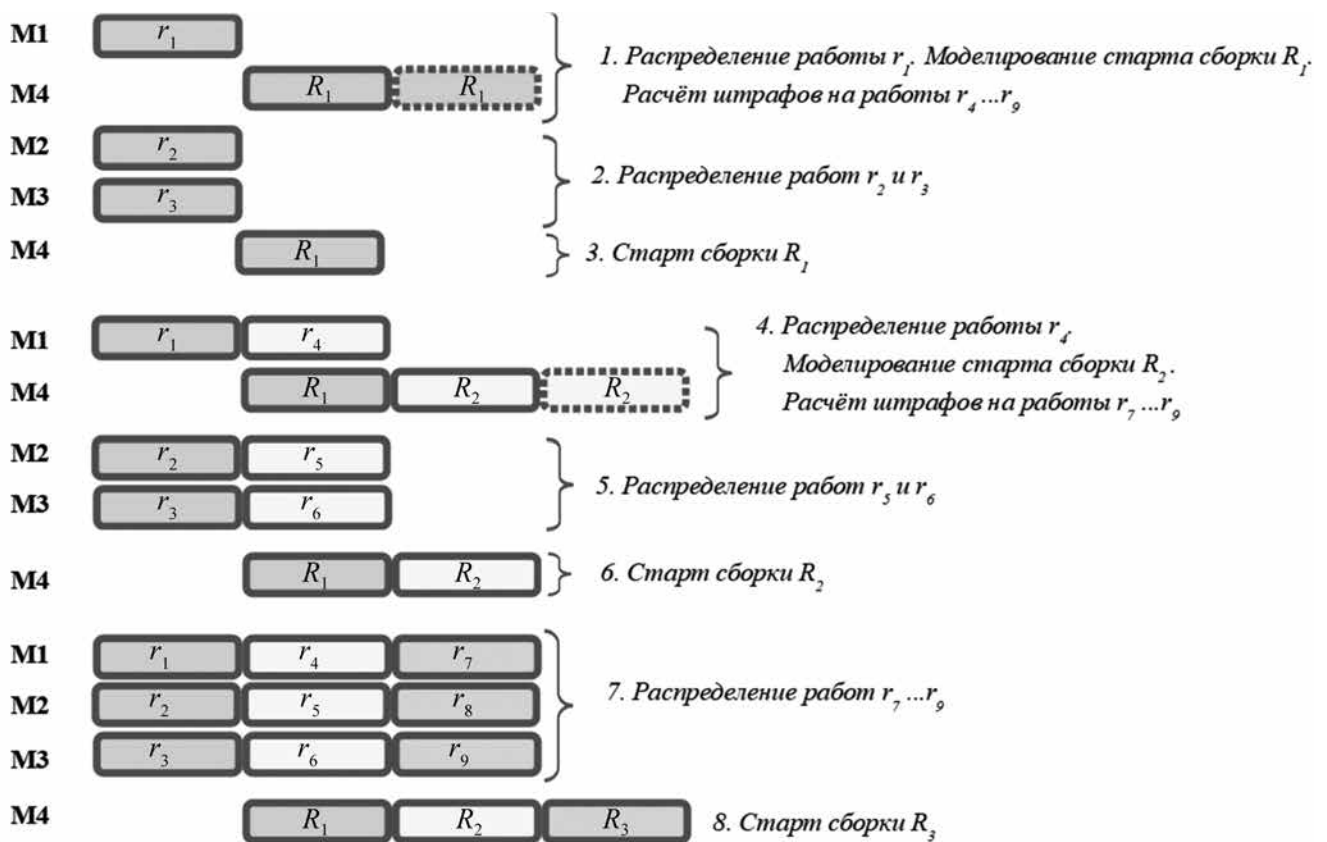 M1 r₁
1. Распределение работы r₁. Моделирование старта сборки R₁.
M4 R₁ R₁
Расчёт штрафов на работы r₄ ...r₉
M2 r₂
2. Распределение работ r₂ и r₃
M3 r₃
M4 R₁ 3. Старт сборки R₁
M1 r₁ r₄
4. Распределение работы r₄.
Моделирование старта сборки R₂.
M4 R₁ R₂ R₂
Расчёт штрафов на работы r₇ ...r₉
M2 r₂ r₅
5. Распределение работ r₅ и r₆
M3 r₃ r₆
M4 R₁ R₂ 6. Старт сборки R₂
M1 r₁ r₄ r₇
M2 r₂ r₅ r₈
7. Распределение работ r₇ ...r₉
M3 r₃ r₆ r₉
M4 R₁ R₂ R₃ 8. Старт сборки R₃